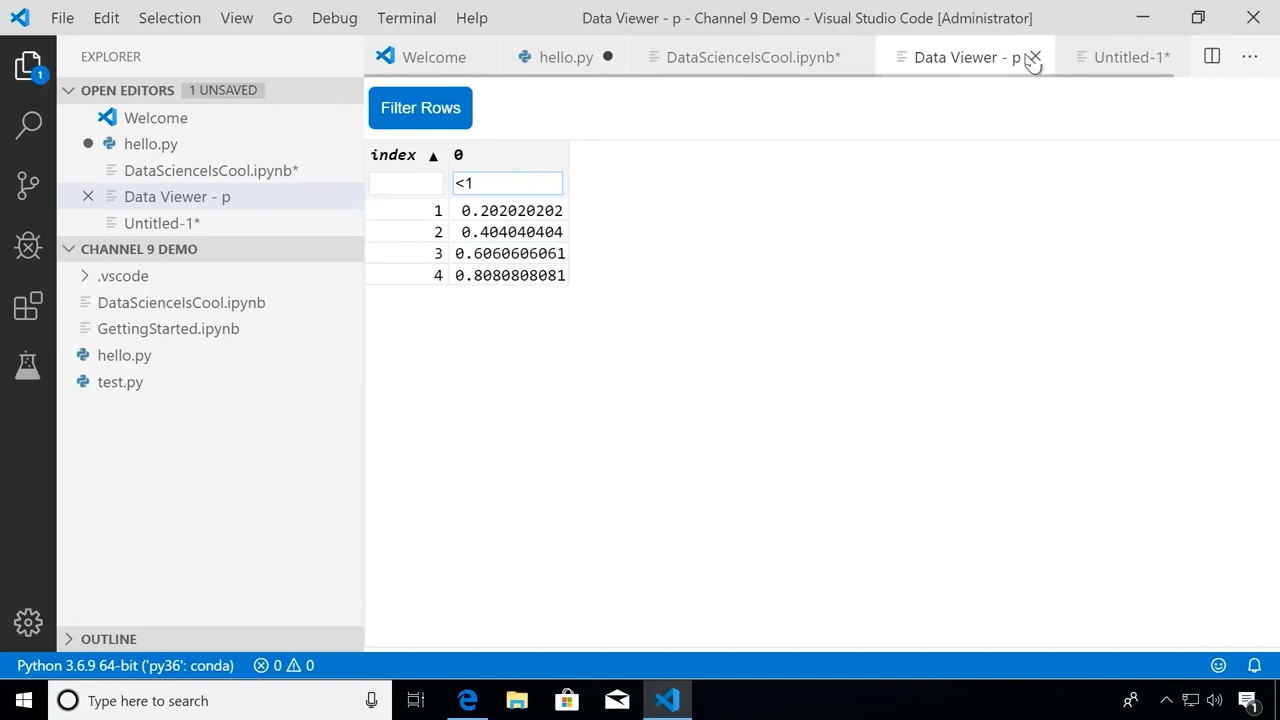 File Edit Selection View Go Debug Terminal Help Data Viewer - p - Channel 9 Demo - Visual Studio Code [Administrator]
EXPLORER
Welcome hello.py DataScienceIsCool.ipynb* Data Viewer - p Untitled-1*
1
OPEN EDITORS 1 UNSAVED
Welcome
hello.py
DataScienceIsCool.ipynb*
Data Viewer - p
Untitled-1*
CHANNEL 9 DEMO
.vscode
DataScienceIsCool.ipynb
GettingStarted.ipynb
hello.py
test.py
OUTLINE
Filter Rows
index ▲ 0
<1
1 0.202020202
2 0.404040404
3 0.6060606061
4 0.8080808081
Python 3.6.9 64-bit ('py36': conda) 0 0
Type here to search
1